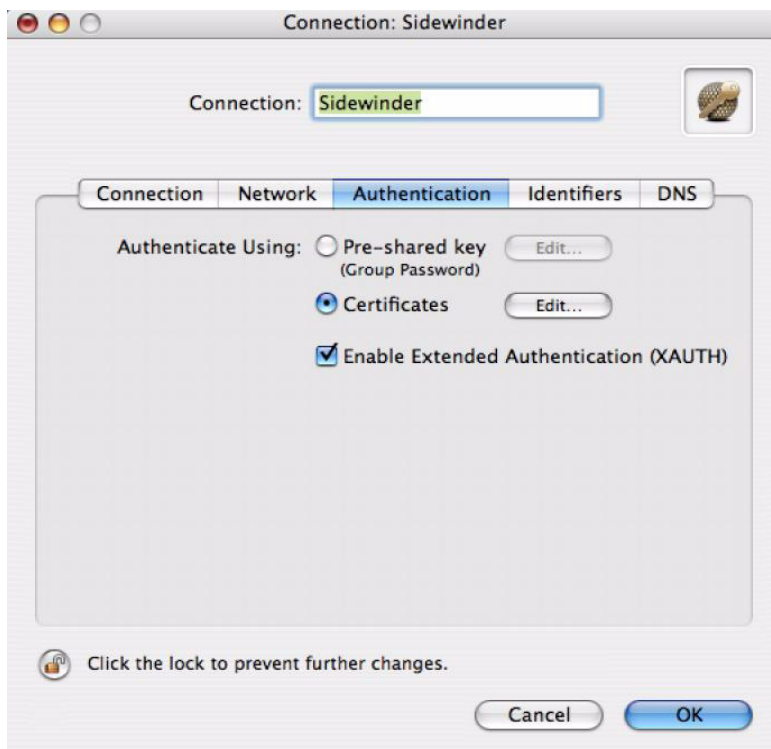 Connection: Sidewinder
Connection: Sidewinder
Connection Network Authentication Identifiers DNS
Authenticate Using: Pre-shared key Edit...
(Group Password)
Certificates Edit...
Enable Extended Authentication (XAUTH)
Click the lock to prevent further changes.
Cancel OK